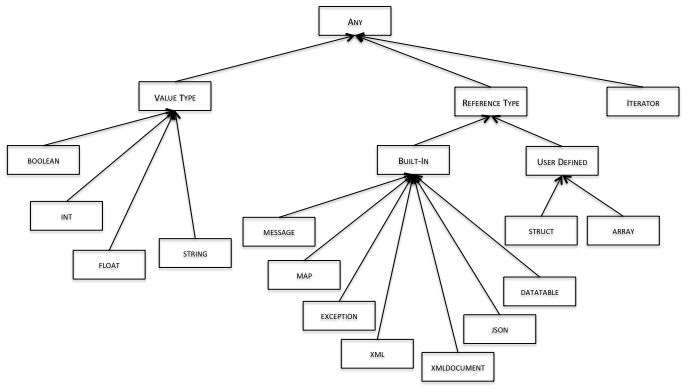 ANY
VALUE TYPE
REFERENCE TYPE
ITERATOR
BOOLEAN
BUILT-IN
USER DEFINED
INT
MESSAGE
STRUCT
ARRAY
FLOAT
STRING
MAP
DATATABLE
EXCEPTION
JSON
XML
XMLDOCUMENT